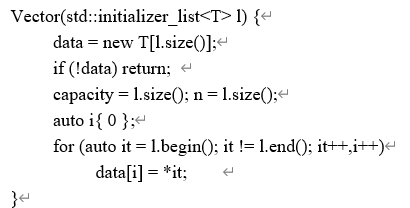 Vector(std::initializer_list<T> l) {↵
data = new T[l.size()];↵
if (!data) return; ↵
capacity = l.size(); n = l.size();↵
auto i{ 0 };↵
for (auto it = l.begin(); it != l.end(); it++,i++)↵
data[i] = *it; ↵
}↵